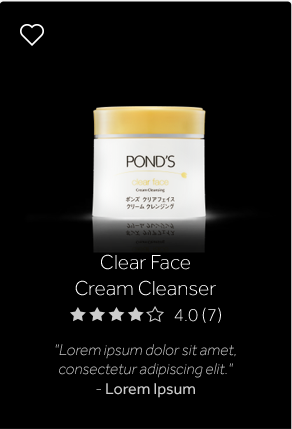 POND'S
clear face
Cream Cleansing
ポンズ クリアフェイス
クリーム クレンジング
Clear Face
Cream Cleanser
4.0 (7)
"Lorem ipsum dolor sit amet,
consectetur adipiscing elit."
- Lorem Ipsum